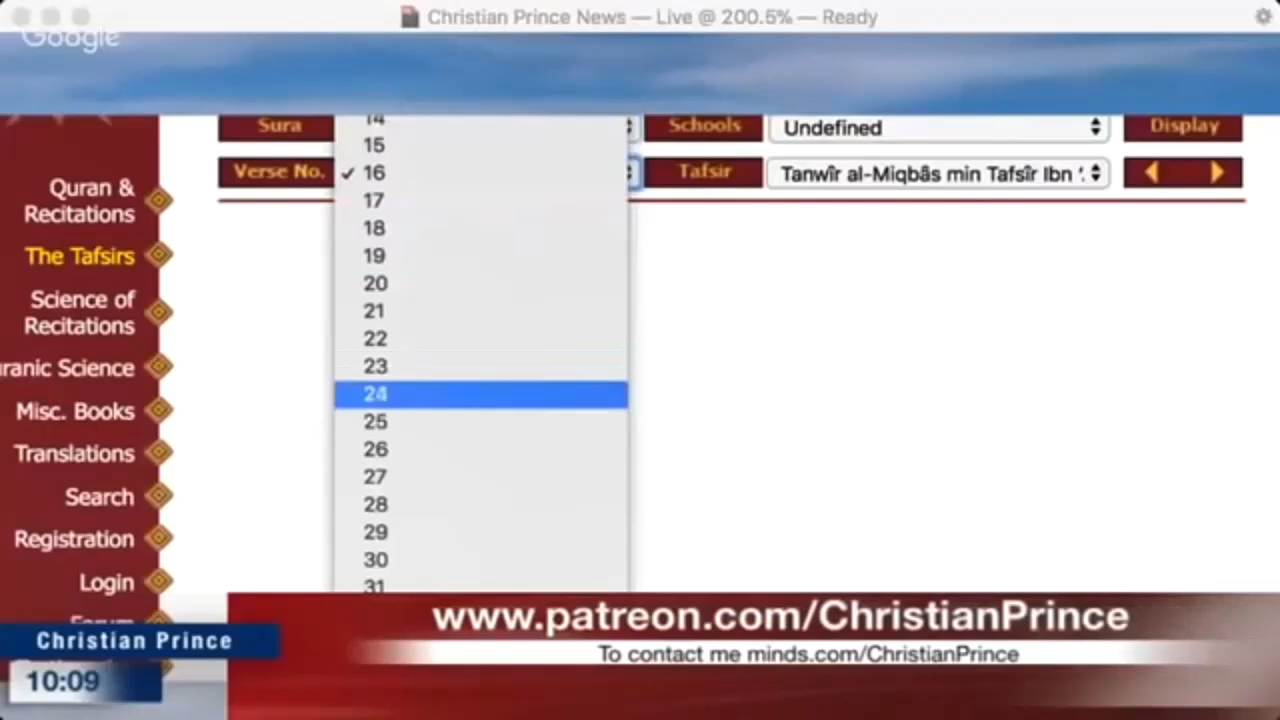 Christian Prince News — Live @ 200.5% — Ready
Google
Sura
Schools
Undefined
Display
Verse No.
Tafsir
Tanwîr al-Miqbâs min Tafsîr Ibn ‘.
14
15
✓ 16
17
18
19
20
21
22
23
24
25
26
27
28
29
30
31
Quran &
Recitations
The Tafsirs
Science of
Recitations
ranic Science
Misc. Books
Translations
Search
Registration
Login
Forum
Christian Prince
10:09
www.patreon.com/ChristianPrince
To contact me minds.com/ChristianPrince